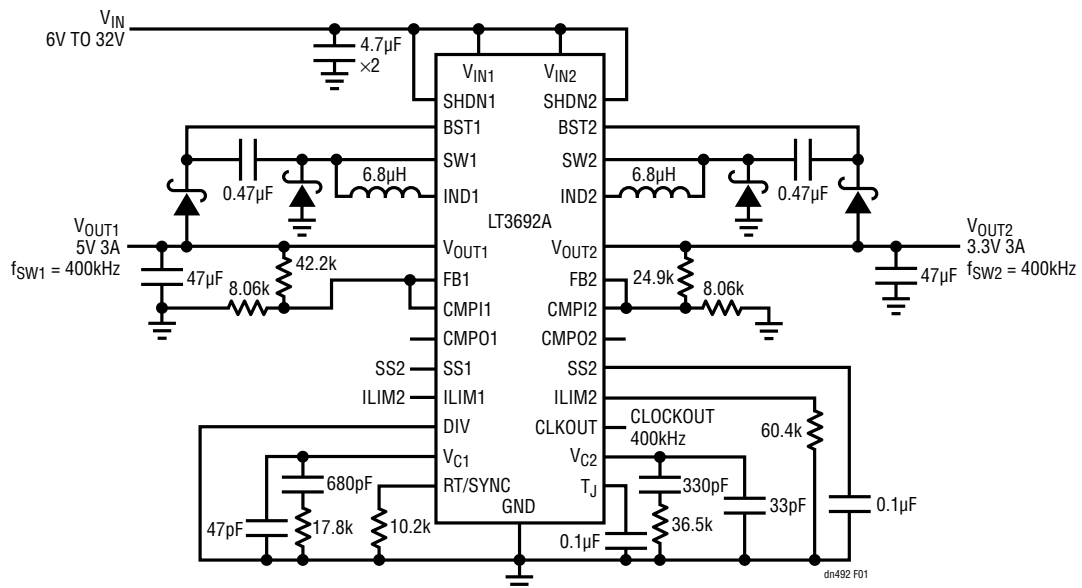 VIN
6V TO 32V
4.7µF
×2
VIN1
VIN2
SHDN1
SHDN2
BST1
BST2
SW1
SW2
0.47µF
6.8µH
6.8µH
0.47µF
IND1
IND2
LT3692A
VOUT1
5V 3A
fSW1 = 400kHz
VOUT1
VOUT2
VOUT2
3.3V 3A
fSW2 = 400kHz
47µF
42.2k
8.06k
FB1
FB2
24.9k
8.06k
47µF
CMPI1
CMPI2
CMPO1
CMPO2
SS2
SS1
SS2
ILIM2
ILIM1
ILIM2
DIV
CLKOUT
CLOCKOUT
400kHz
60.4k
VC1
VC2
680pF
RT/SYNC
TJ
330pF
GND
47pF
17.8k
10.2k
0.1µF
36.5k
33pF
0.1µF
dn492 F01